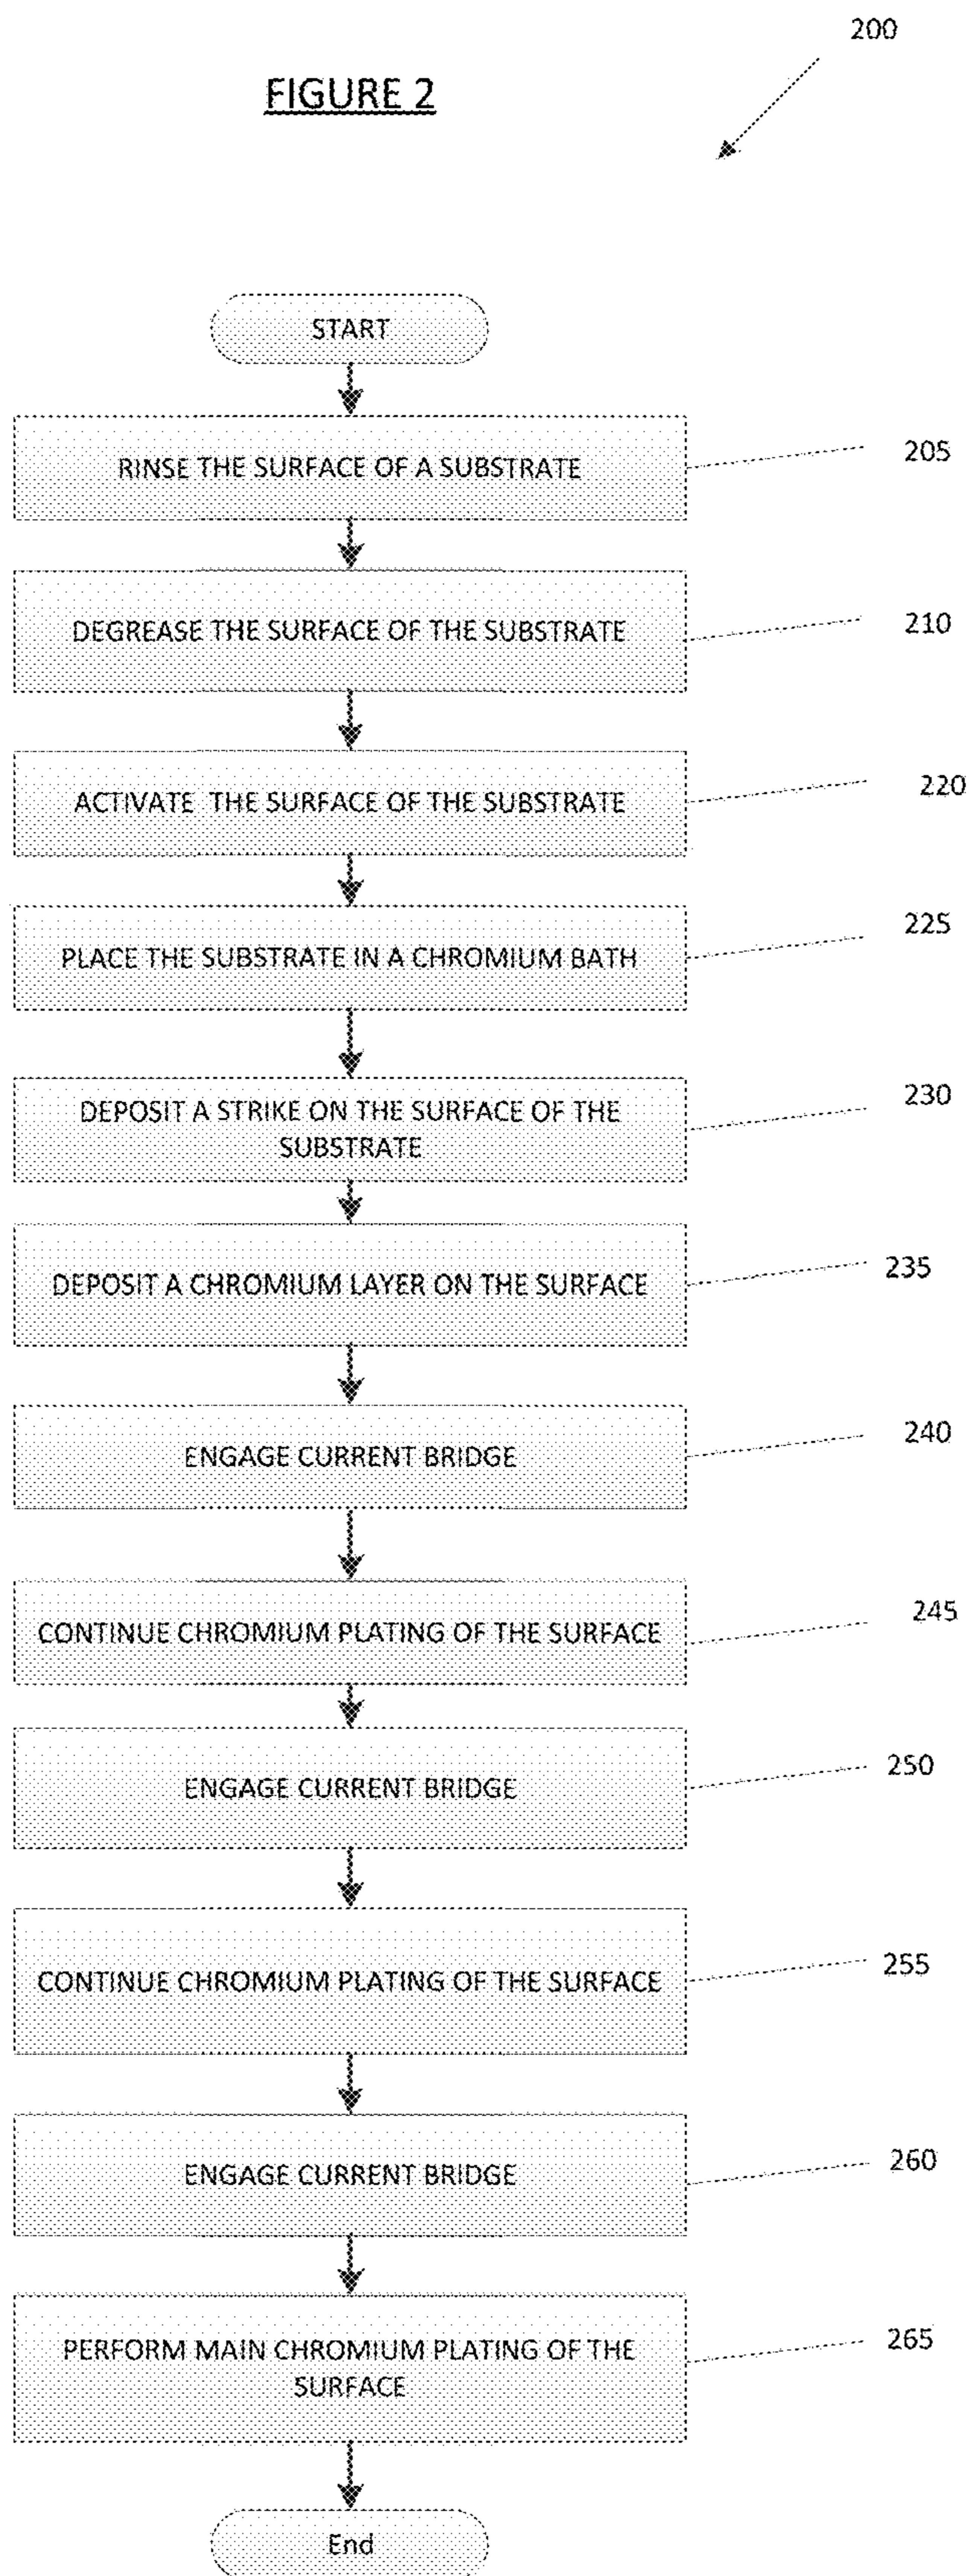 200
FIGURE 2
START
RINSE THE SURFACE OF A SUBSTRATE
205
DEGREASE THE SURFACE OF THE SUBSTRATE
210
ACTIVATE THE SURFACE OF THE SUBSTRATE
220
PLACE THE SUBSTRATE IN A CHROMIUM BATH
225
DEPOSIT A STRIKE ON THE SURFACE OF THE
SUBSTRATE
230
DEPOSIT A CHROMIUM LAYER ON THE SURFACE
235
ENGAGE CURRENT BRIDGE
240
CONTINUE CHROMIUM PLATING OF THE SURFACE
245
ENGAGE CURRENT BRIDGE
250
CONTINUE CHROMIUM PLATING OF THE SURFACE
255
ENGAGE CURRENT BRIDGE
260
PERFORM MAIN CHROMIUM PLATING OF THE
SURFACE
265
End